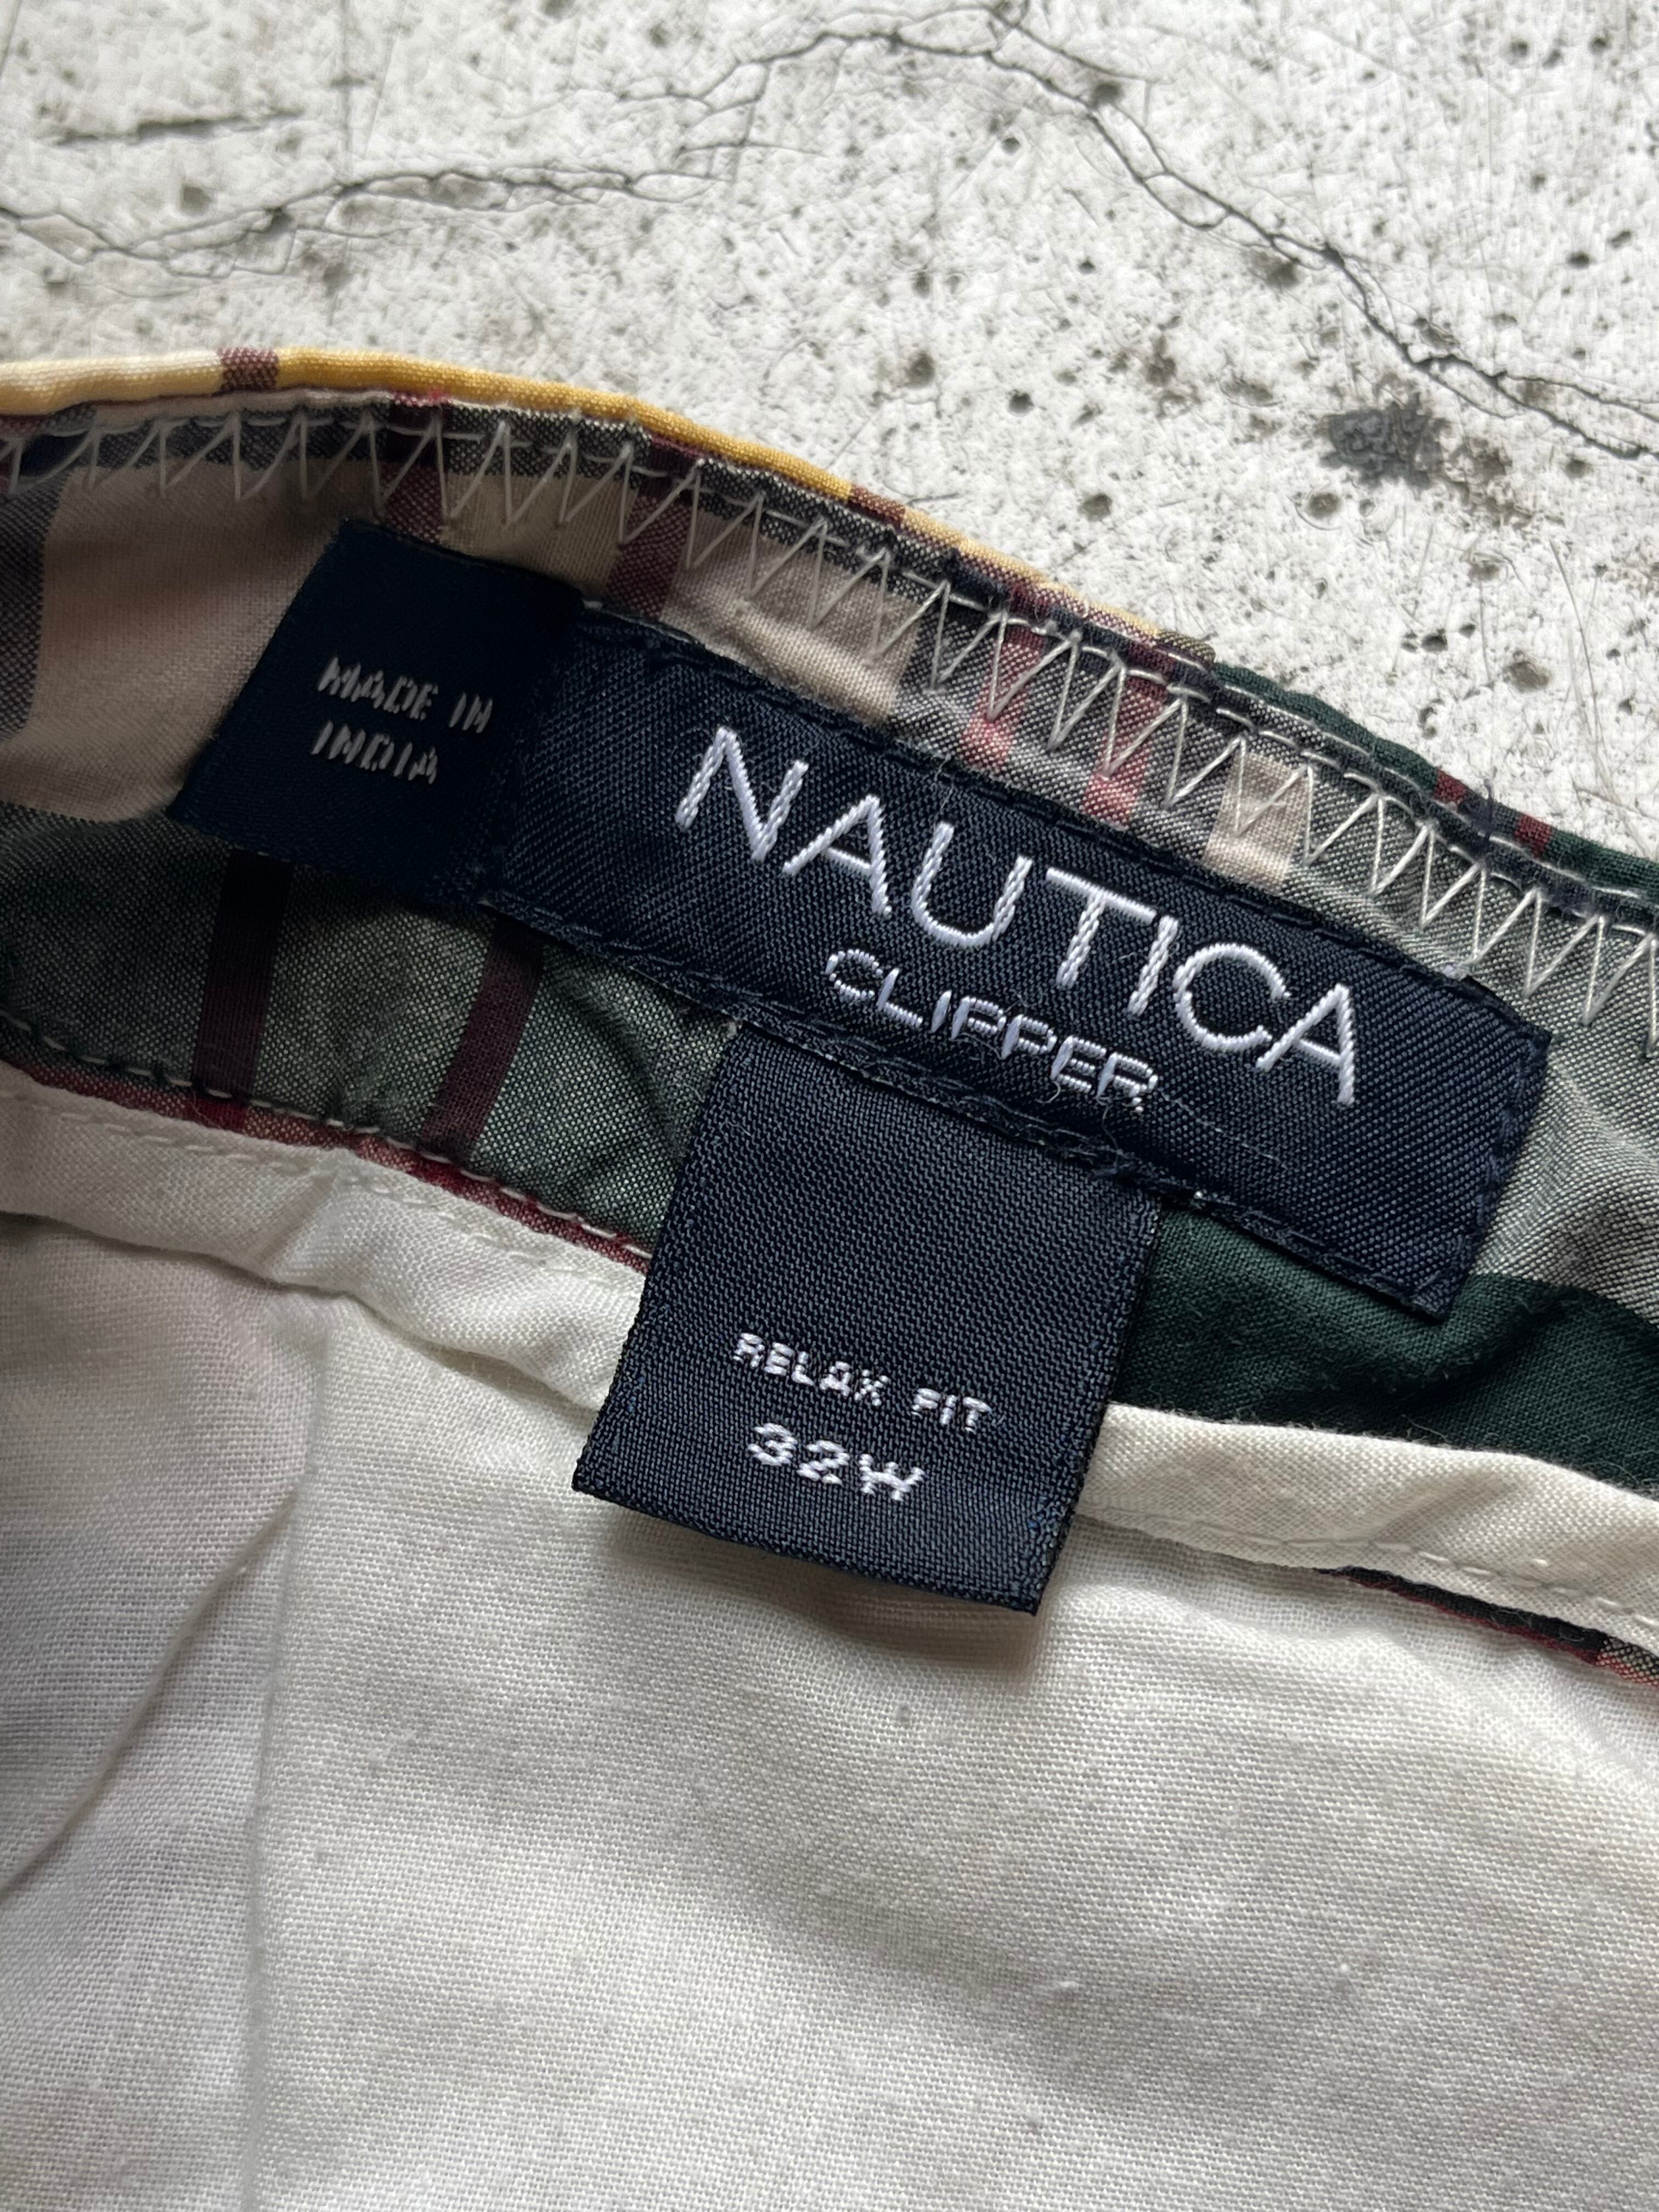 MADE IN
INDIA
NAUTICA
CLIPPER
RELAX FIT
32W